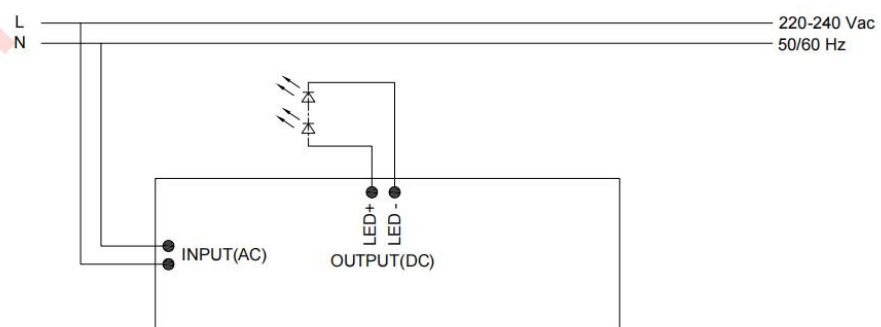 L
220-240 Vac
N
50/60 Hz
LED+
LED -
INPUT(AC)
OUTPUT(DC)